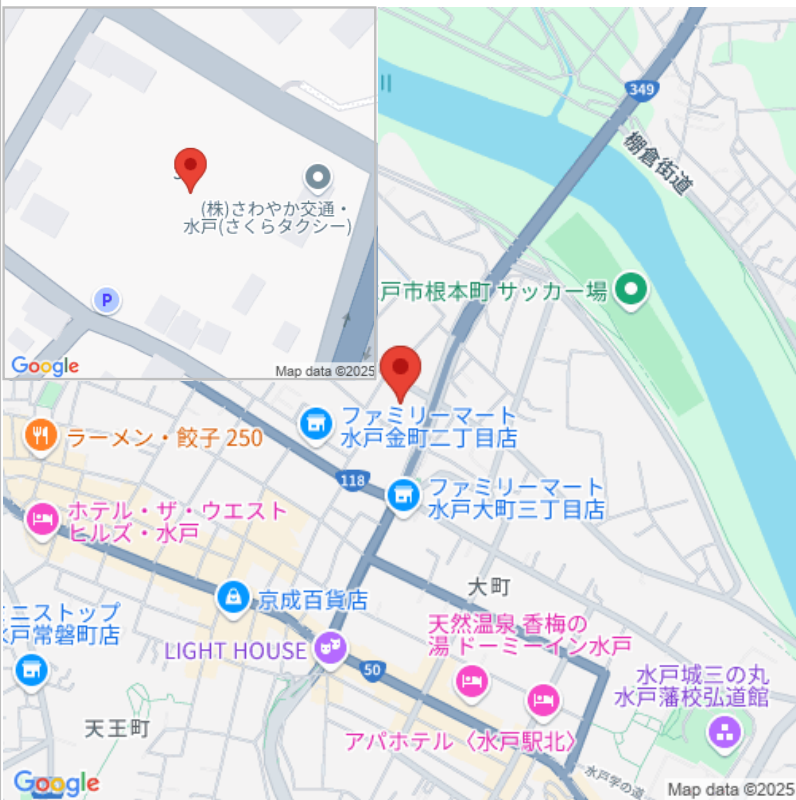 (株)さわやか交通・
水戸(さくらタクシー)
P
Google
Map data ©2025
349
棚倉街道
戸市根本町 サッカー場
ファミリーマート
水戸金町二丁目店
ラーメン・餃子 250
118
ファミリーマート
水戸大町三丁目店
ホテル・ザ・ウエスト
ヒルズ・水戸
大町
京成百貨店
ニストップ
水戸常磐町店
LIGHT HOUSE
天然温泉 香梅の
湯 ドーミーイン水戸
50
水戸城三の丸
水戸藩校弘道館
天王町
アパホテル〈水戸駅北〉
水戸学の道
Google
Map data ©2025